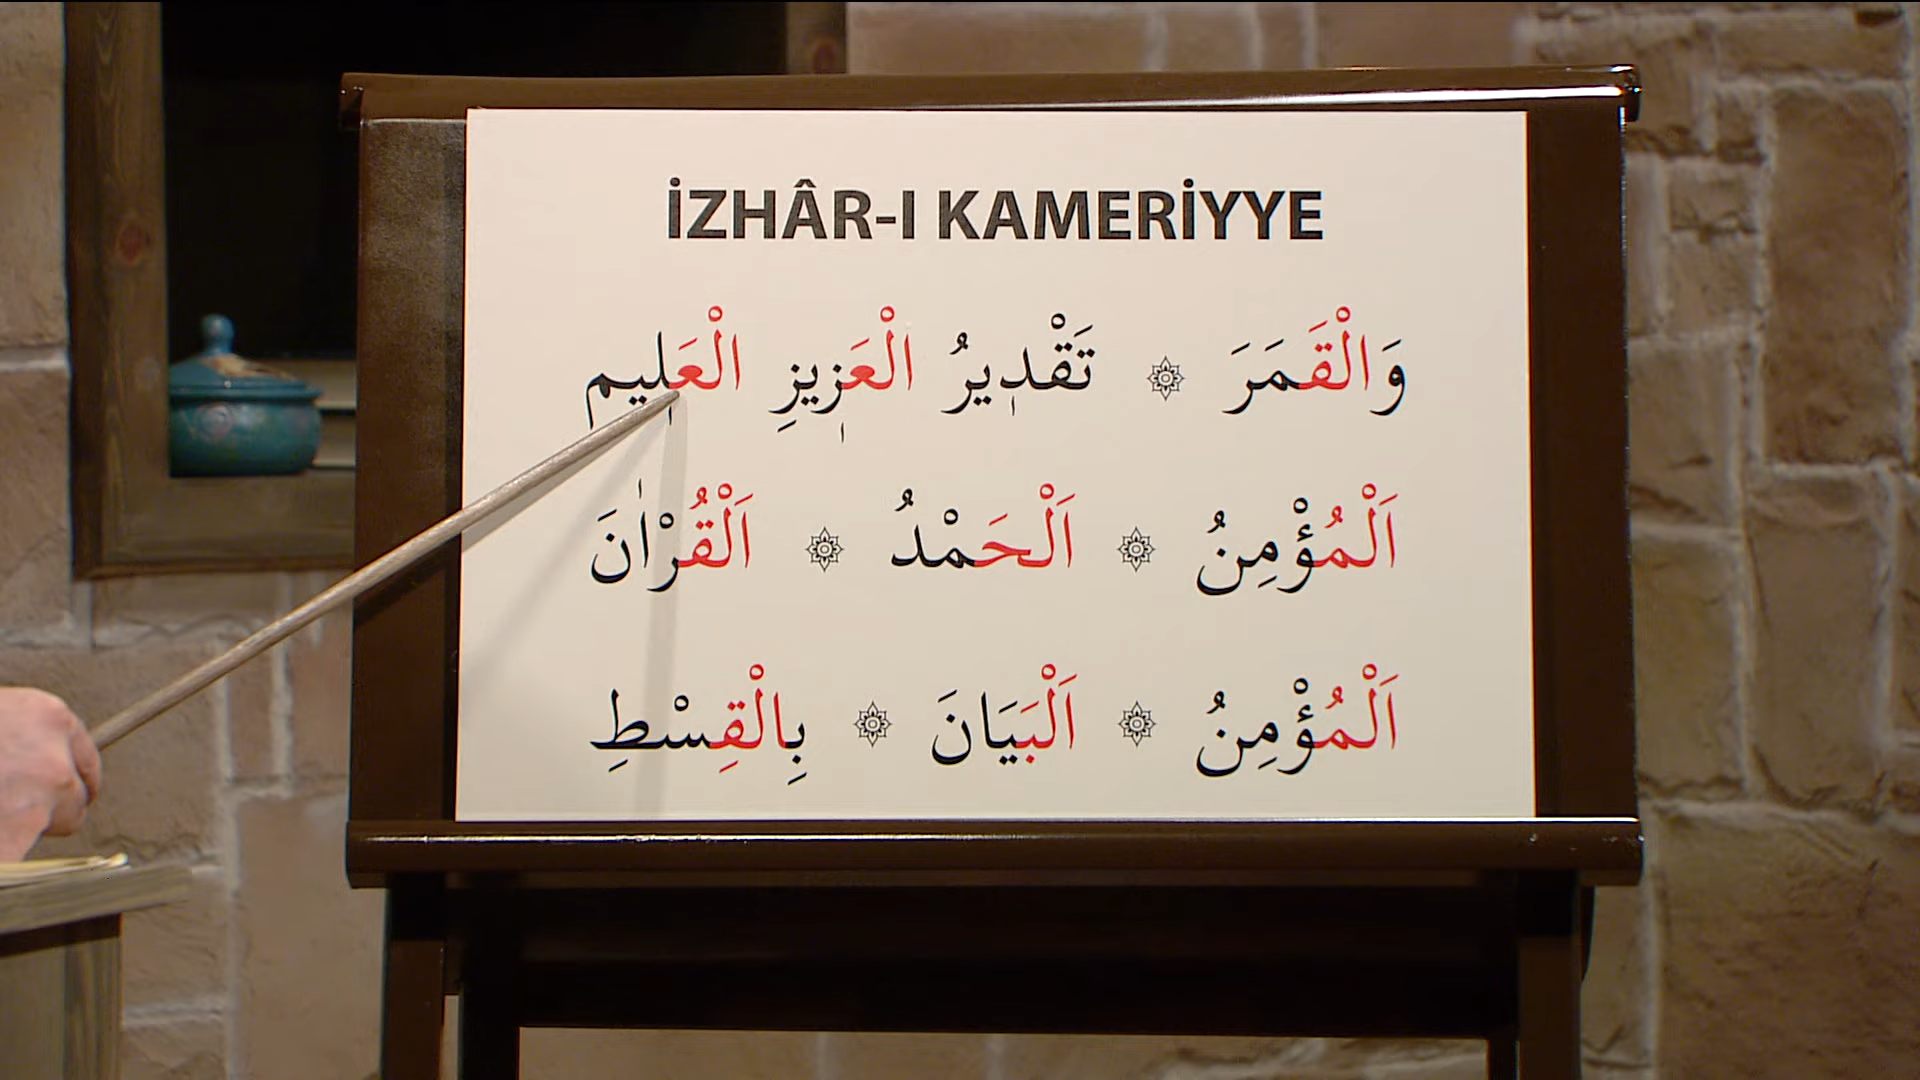 İZHÂR-I KAMERİYYE
وَالْقَمَرَ ۞ تَقْدٖيرُ الْعَزٖيزِ الْعَلٖيمِ
اَلْمُؤْمِنُ ۞ اَلْحَمْدُ ۞ اَلْقُرْاٰنَ
اَلْمُؤْمِنُ ۞ اَلْبَيَانَ ۞ بِالْقِسْطِ